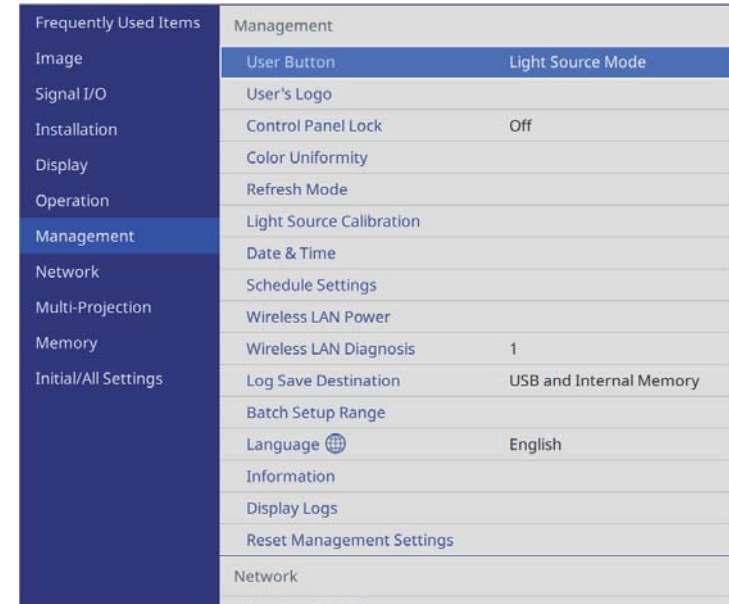 Frequently Used Items
Image
Signal I/O
Installation
Display
Operation
Management
Network
Multi-Projection
Memory
Initial/All Settings
Management
User Button Light Source Mode
User's Logo
Control Panel Lock Off
Color Uniformity
Refresh Mode
Light Source Calibration
Date & Time
Schedule Settings
Wireless LAN Power
Wireless LAN Diagnosis 1
Log Save Destination USB and Internal Memory
Batch Setup Range
Language English
Information
Display Logs
Reset Management Settings
Network